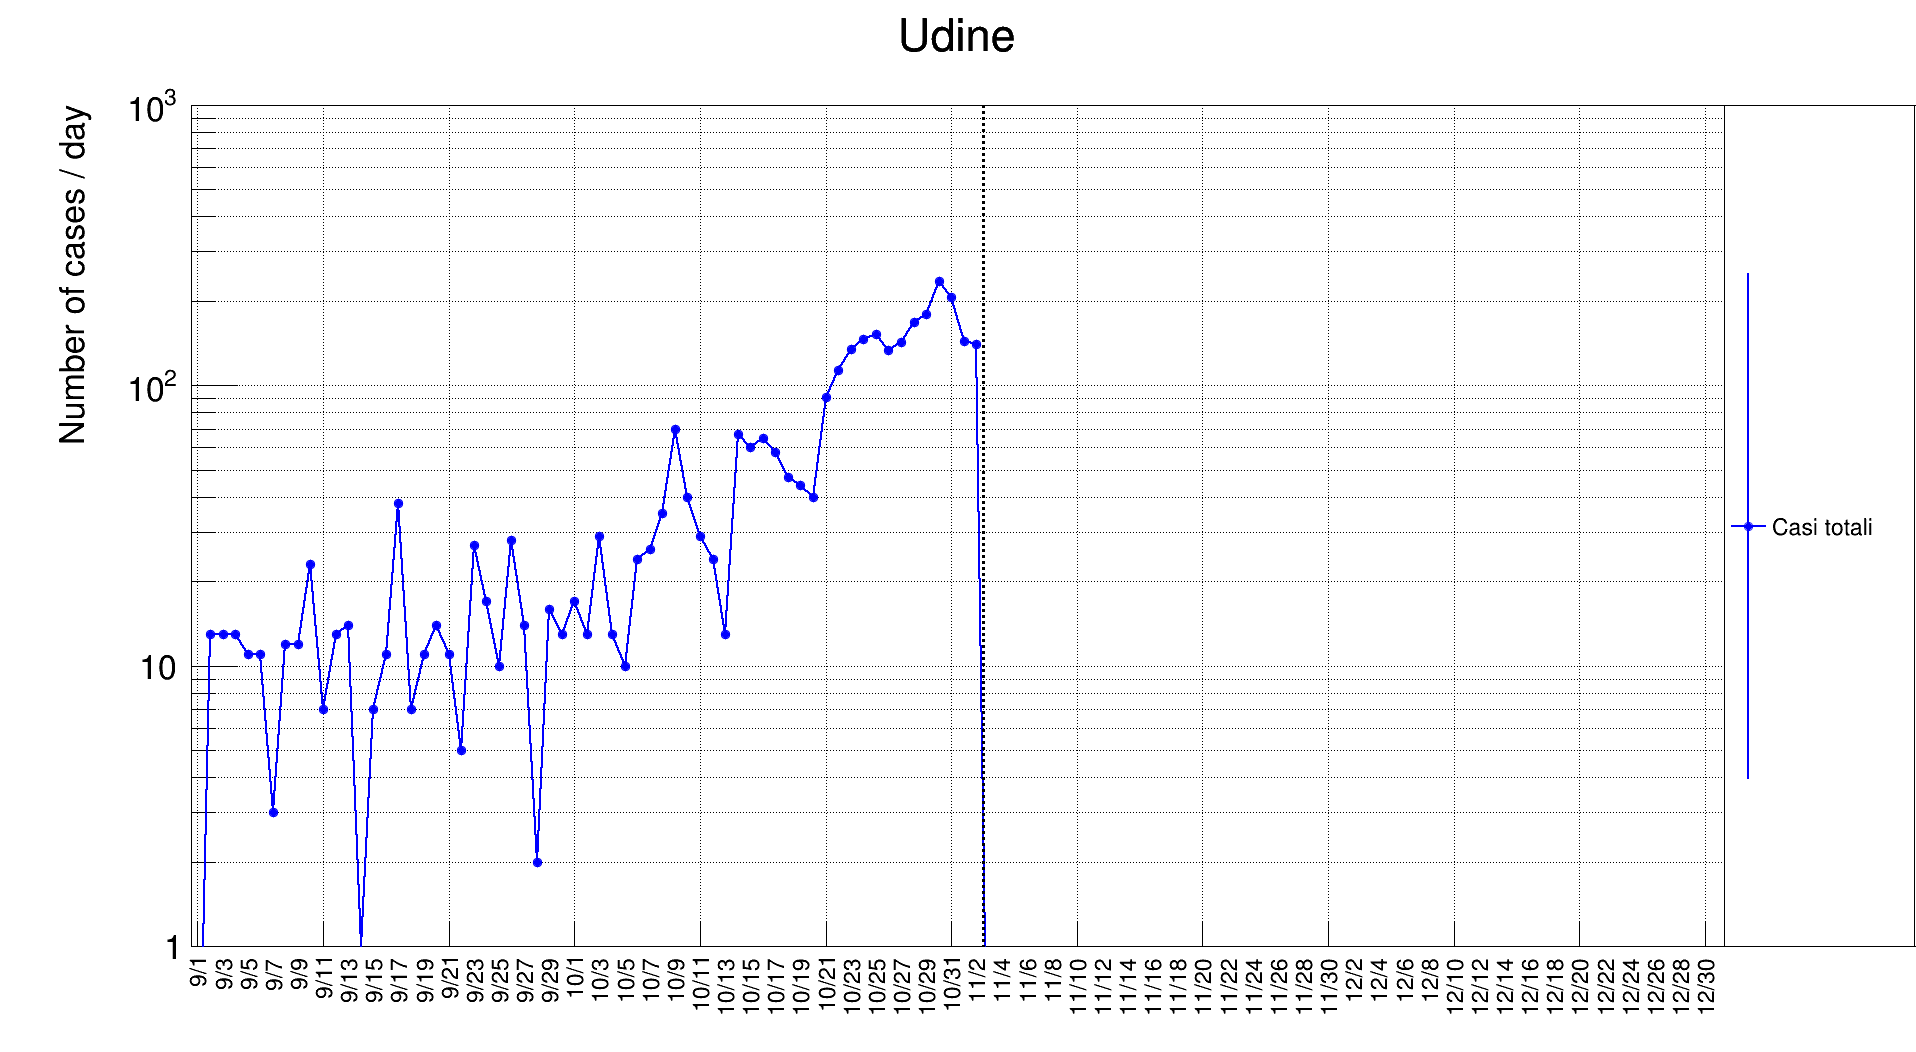 Udine
Number of cases / day
10³
10²
10
1
9/1 9/3 9/5 9/7 9/9 9/11 9/13 9/15 9/17 9/19 9/21 9/23 9/25 9/27 9/29 10/1 10/3 10/5 10/7 10/9 10/11 10/13 10/15 10/17 10/19 10/21 10/23 10/25 10/27 10/29 10/31 11/2 11/4 11/6 11/8 11/10 11/12 11/14 11/16 11/18 11/20 11/22 11/24 11/26 11/28 11/30 12/2 12/4 12/6 12/8 12/10 12/12 12/14 12/16 12/18 12/20 12/22 12/24 12/26 12/28 12/30
Casi totali